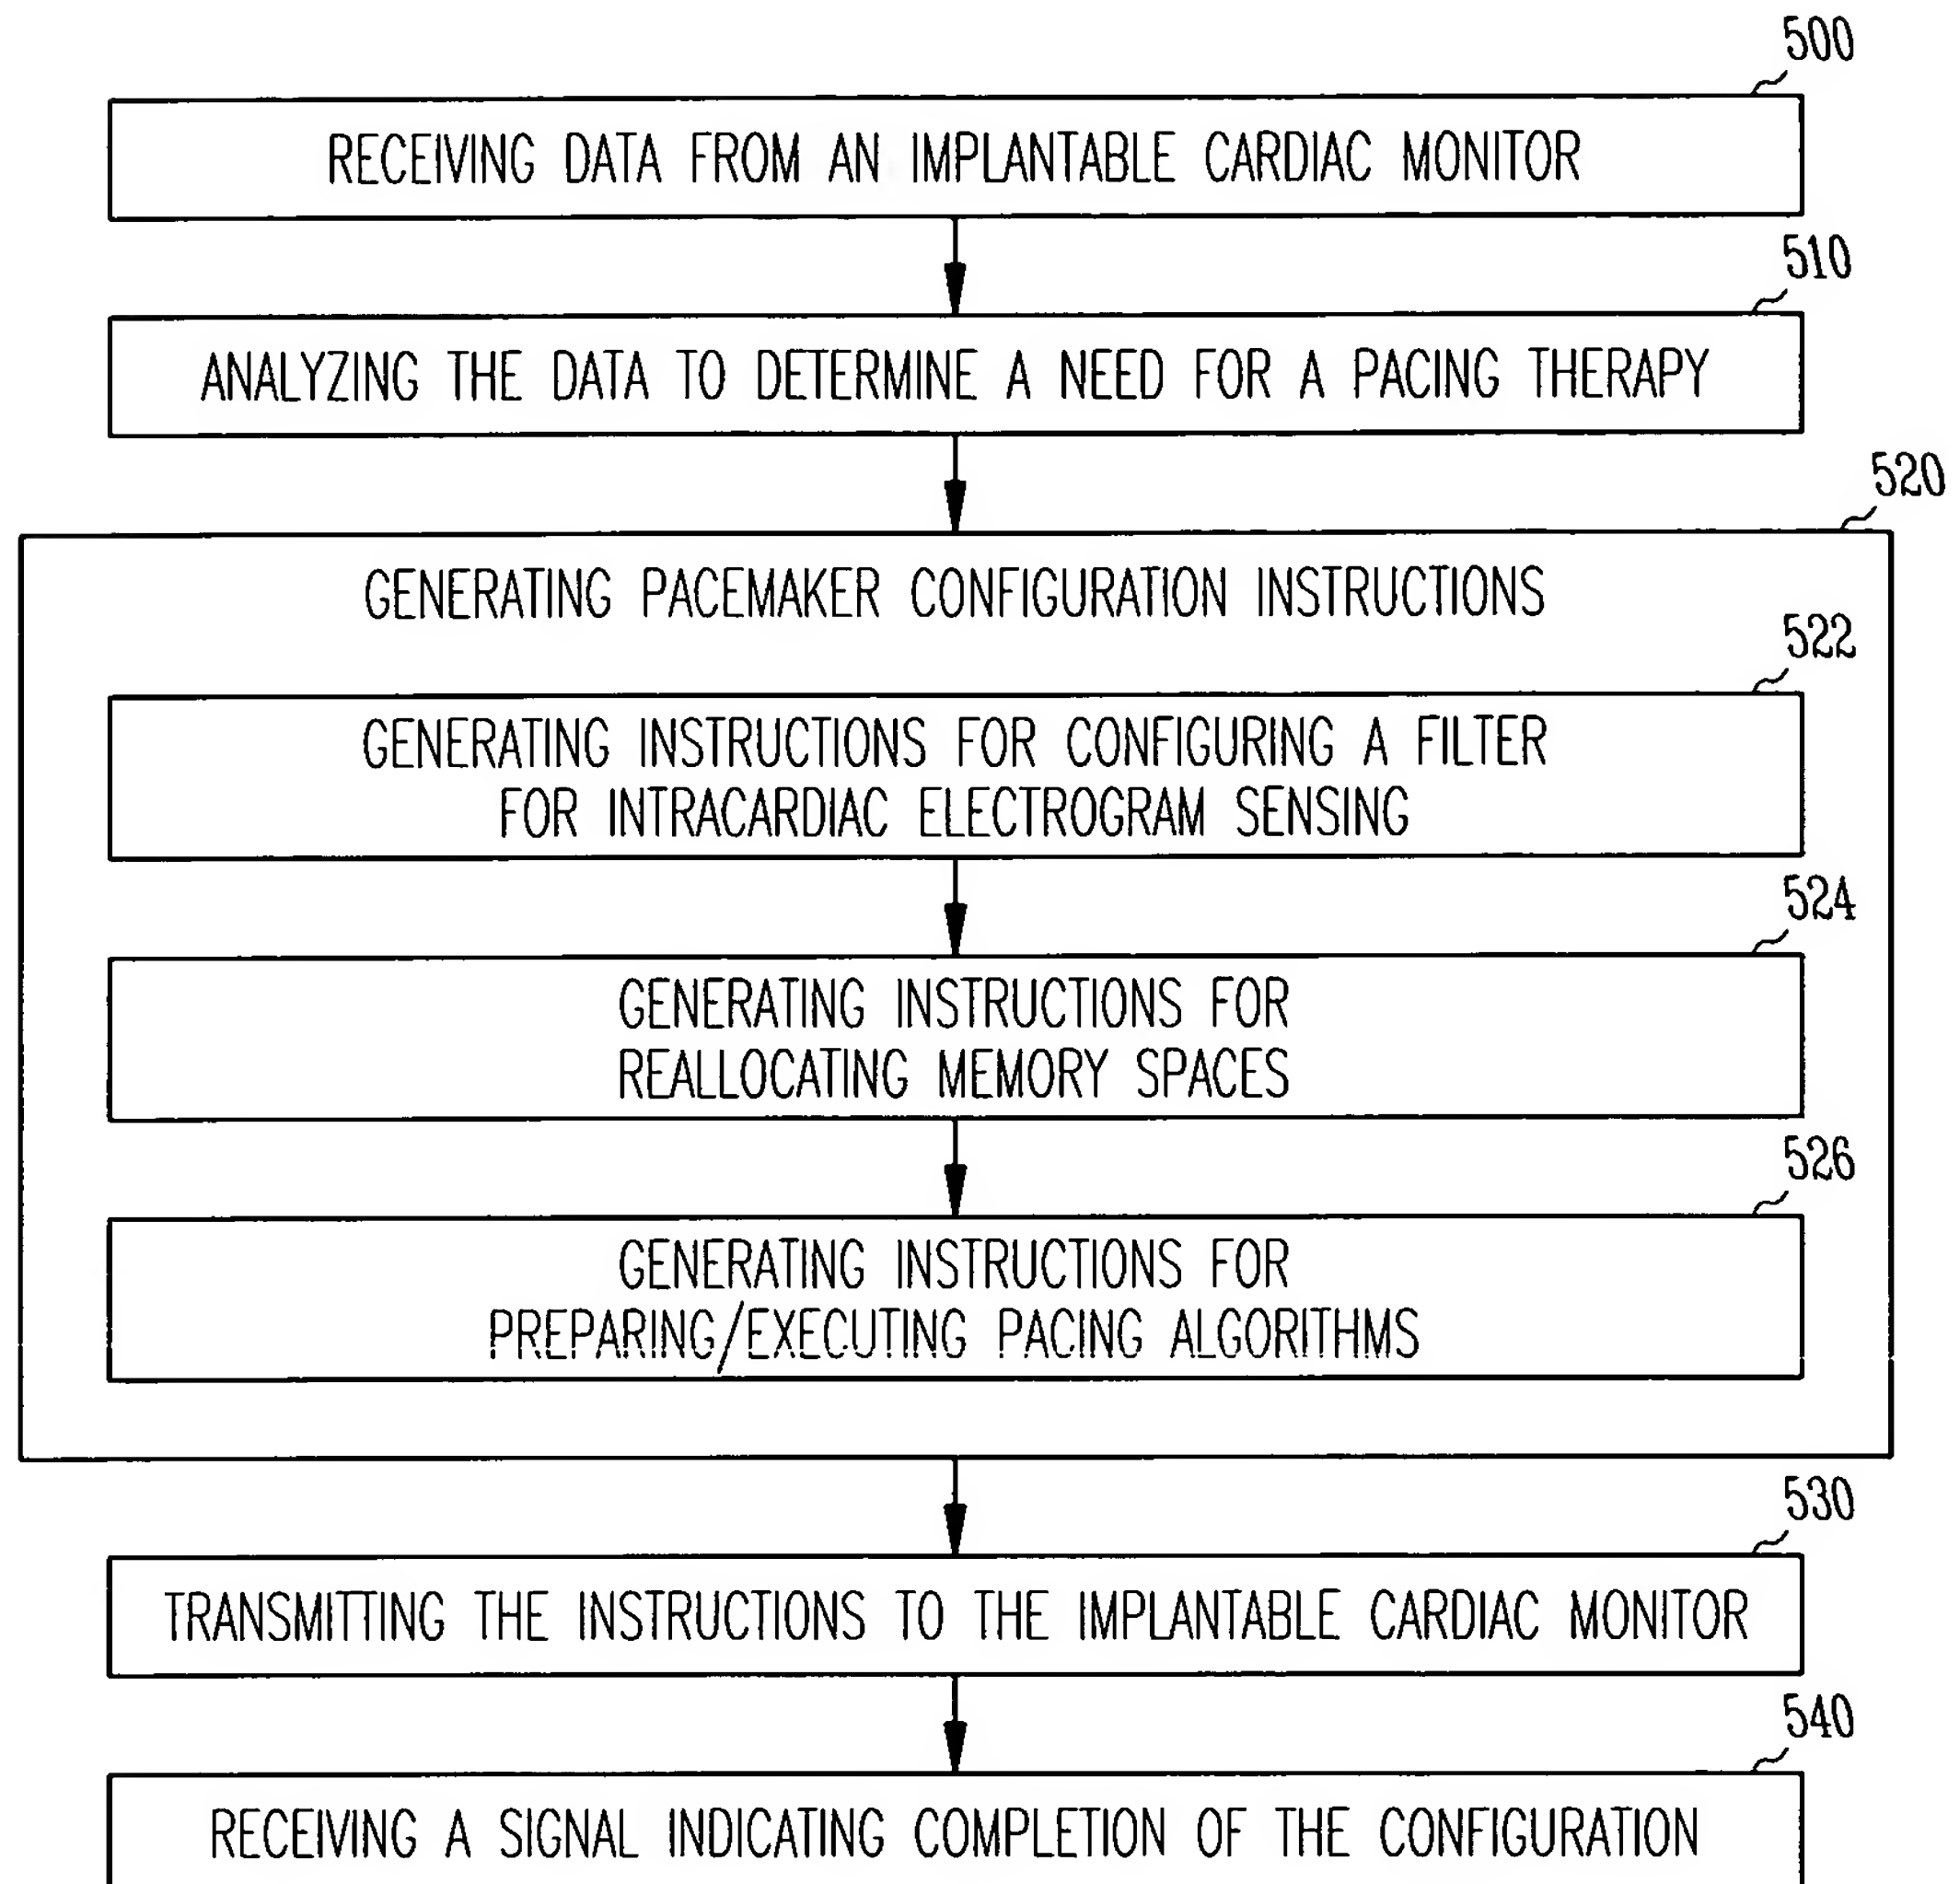 500
RECEIVING DATA FROM AN IMPLANTABLE CARDIAC MONITOR
510
ANALYZING THE DATA TO DETERMINE A NEED FOR A PACING THERAPY
520
GENERATING PACEMAKER CONFIGURATION INSTRUCTIONS
522
GENERATING INSTRUCTIONS FOR CONFIGURING A FILTER
FOR INTRACARDIAC ELECTROGRAM SENSING
524
GENERATING INSTRUCTIONS FOR
REALLOCATING MEMORY SPACES
526
GENERATING INSTRUCTIONS FOR
PREPARING/EXECUTING PACING ALGORITHMS
530
TRANSMITTING THE INSTRUCTIONS TO THE IMPLANTABLE CARDIAC MONITOR
540
RECEIVING A SIGNAL INDICATING COMPLETION OF THE CONFIGURATION